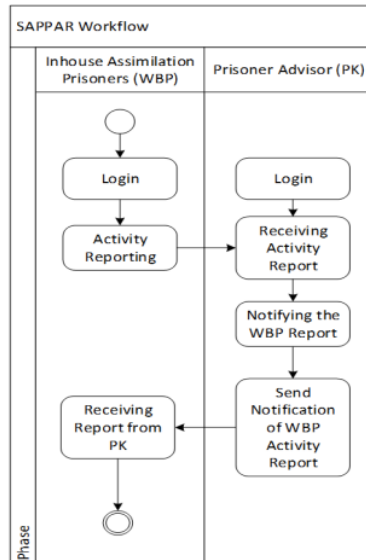 SAPPAR Workflow
Inhouse Assimilation
Prisoners (WBP)
Prisoner Advisor (PK)
Login
Login
Activity
Reporting
Receiving
Activity
Report
Notifying the
WBP Report
Receiving
Report from
PK
Send
Notification
of WBP
Activity
Report
Phase